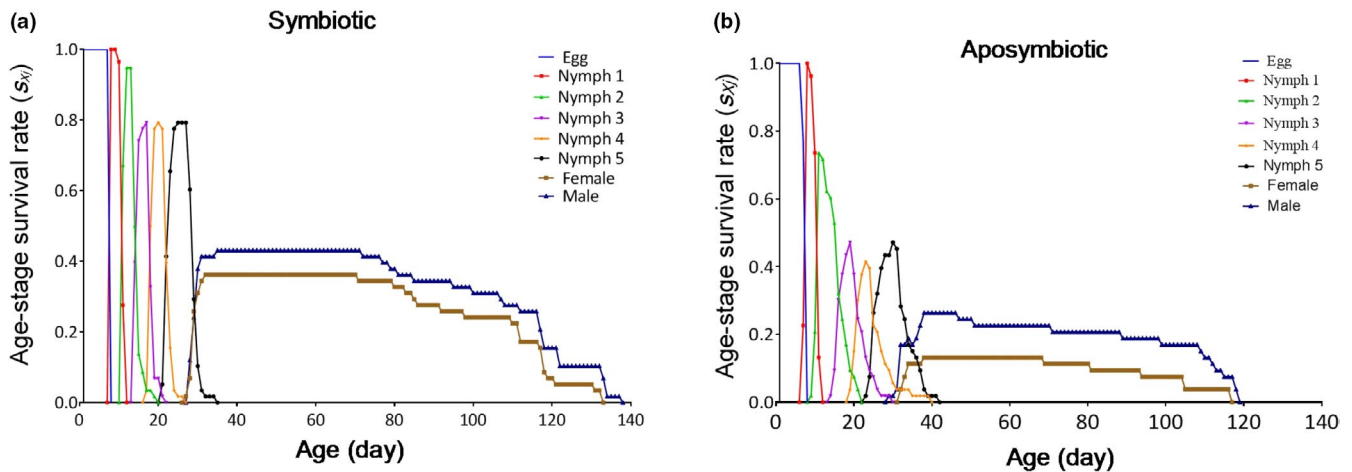 (a)
Symbiotic
Age-stage survival rate (sxj)
1.0
0.8
0.6
0.4
0.2
0.0
Egg
Nymph 1
Nymph 2
Nymph 3
Nymph 4
Nymph 5
Female
Male
0 20 40 60 80 100 120 140
Age (day)
(b)
Aposymbiotic
Age-stage survival rate (sxj)
1.0
0.8
0.6
0.4
0.2
0.0
Egg
Nymph 1
Nymph 2
Nymph 3
Nymph 4
Nymph 5
Female
Male
0 20 40 60 80 100 120 140
Age (day)